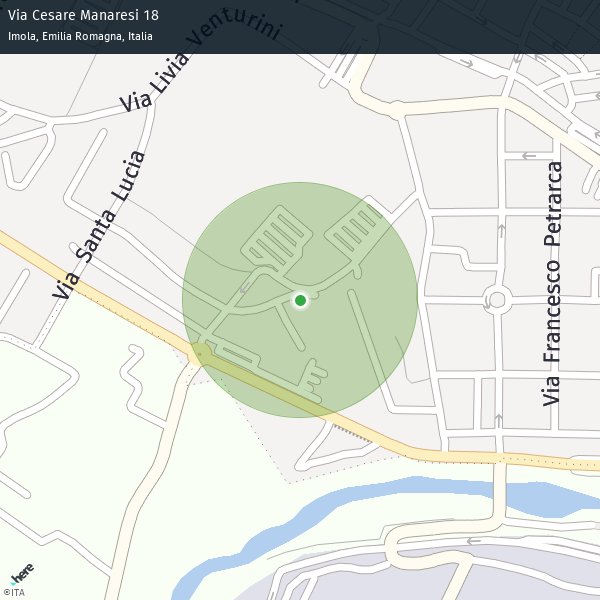 Via Cesare Manaresi 18
Imola, Emilia Romagna, Italia
Via Livia Venturini
Via Santa Lucia
Via Francesco Petrarca
here
©ITA